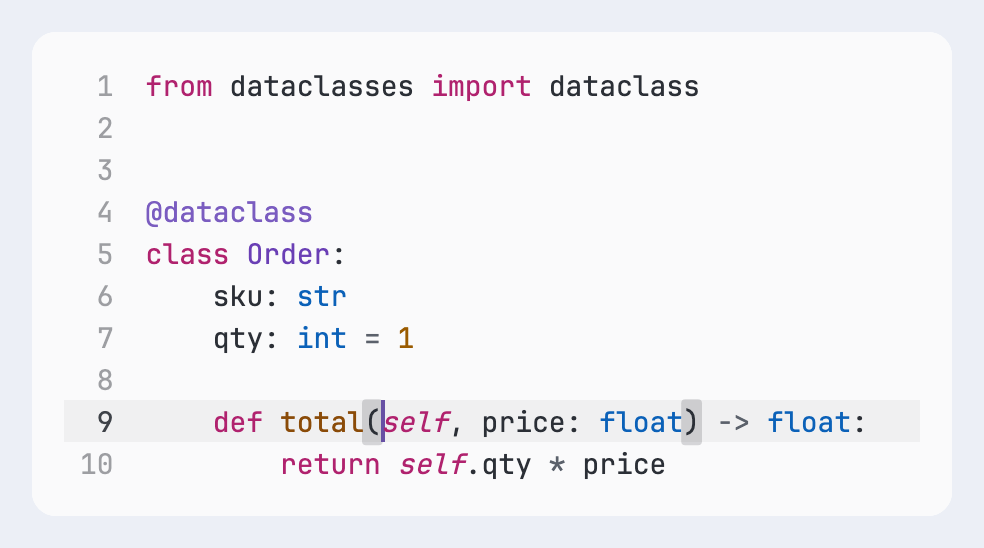 1 from dataclasses import dataclass
2
3
4 @dataclass
5 class Order:
6     sku: str
7     qty: int = 1
8
9     def total(self, price: float) -> float:
10         return self.qty * price